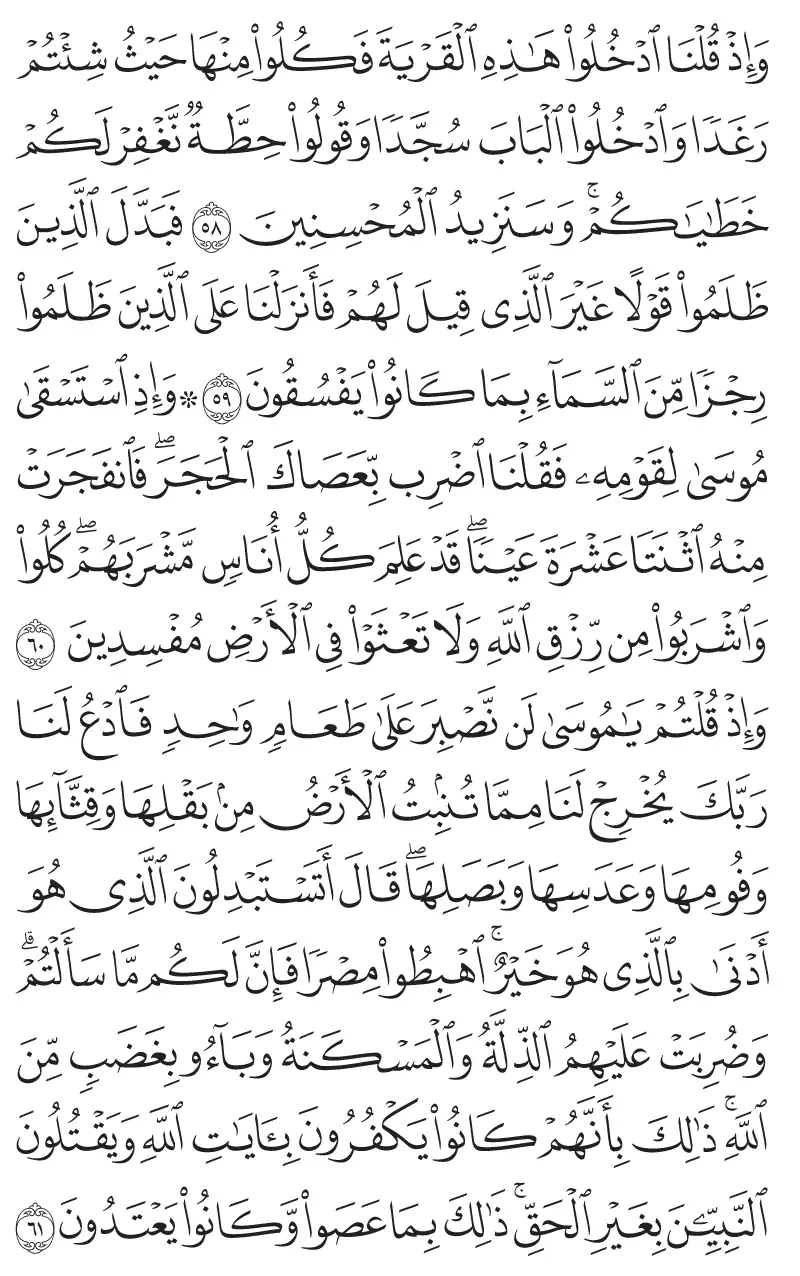 وَإِذْ قُلْنَا ٱدْخُلُوا۟ هَـٰذِهِ ٱلْقَرْيَةَ فَكُلُوا۟ مِنْهَا حَيْثُ شِئْتُمْ
رَغَدًا وَٱدْخُلُوا۟ ٱلْبَابَ سُجَّدًا وَقُولُوا۟ حِطَّةٌ نَّغْفِرْ لَكُمْ
خَطَـٰيَـٰكُمْ ۚ وَسَنَزِيدُ ٱلْمُحْسِنِينَ ٥٨ فَبَدَّلَ ٱلَّذِينَ
ظَلَمُوا۟ قَوْلًا غَيْرَ ٱلَّذِى قِيلَ لَهُمْ فَأَنزَلْنَا عَلَى ٱلَّذِينَ ظَلَمُوا۟
رِجْزًا مِّنَ ٱلسَّمَآءِ بِمَا كَانُوا۟ يَفْسُقُونَ ٥٩ * وَإِذِ ٱسْتَسْقَىٰ
مُوسَىٰ لِقَوْمِهِۦ فَقُلْنَا ٱضْرِب بِّعَصَاكَ ٱلْحَجَرَ ۖ فَٱنفَجَرَتْ
مِنْهُ ٱثْنَتَا عَشْرَةَ عَيْنًا ۖ قَدْ عَلِمَ كُلُّ أُنَاسٍ مَّشْرَبَهُمْ ۖ كُلُوا۟
وَٱشْرَبُوا۟ مِن رِّزْقِ ٱللَّهِ وَلَا تَعْثَوْا۟ فِى ٱلْأَرْضِ مُفْسِدِينَ ٦٠
وَإِذْ قُلْتُمْ يَـٰمُوسَىٰ لَن نَّصْبِرَ عَلَىٰ طَعَامٍ وَٰحِدٍ فَٱدْعُ لَنَا
رَبَّكَ يُخْرِجْ لَنَا مِمَّا تُنۢبِتُ ٱلْأَرْضُ مِنۢ بَقْلِهَا وَقِثَّآئِهَا
وَفُومِهَا وَعَدَسِهَا وَبَصَلِهَا ۖ قَالَ أَتَسْتَبْدِلُونَ ٱلَّذِى هُوَ
أَدْنَىٰ بِٱلَّذِى هُوَ خَيْرٌ ۚ ٱهْبِطُوا۟ مِصْرًا فَإِنَّ لَكُم مَّا سَأَلْتُمْ ۗ
وَضُرِبَتْ عَلَيْهِمُ ٱلذِّلَّةُ وَٱلْمَسْكَنَةُ وَبَآءُو بِغَضَبٍ مِّنَ
ٱللَّهِ ۚ ذَٰلِكَ بِأَنَّهُمْ كَانُوا۟ يَكْفُرُونَ بِـَٔايَـٰتِ ٱللَّهِ وَيَقْتُلُونَ
ٱلنَّبِيِّـۧنَ بِغَيْرِ ٱلْحَقِّ ۚ ذَٰلِكَ بِمَا عَصَوا۟ وَّكَانُوا۟ يَعْتَدُونَ ٦١